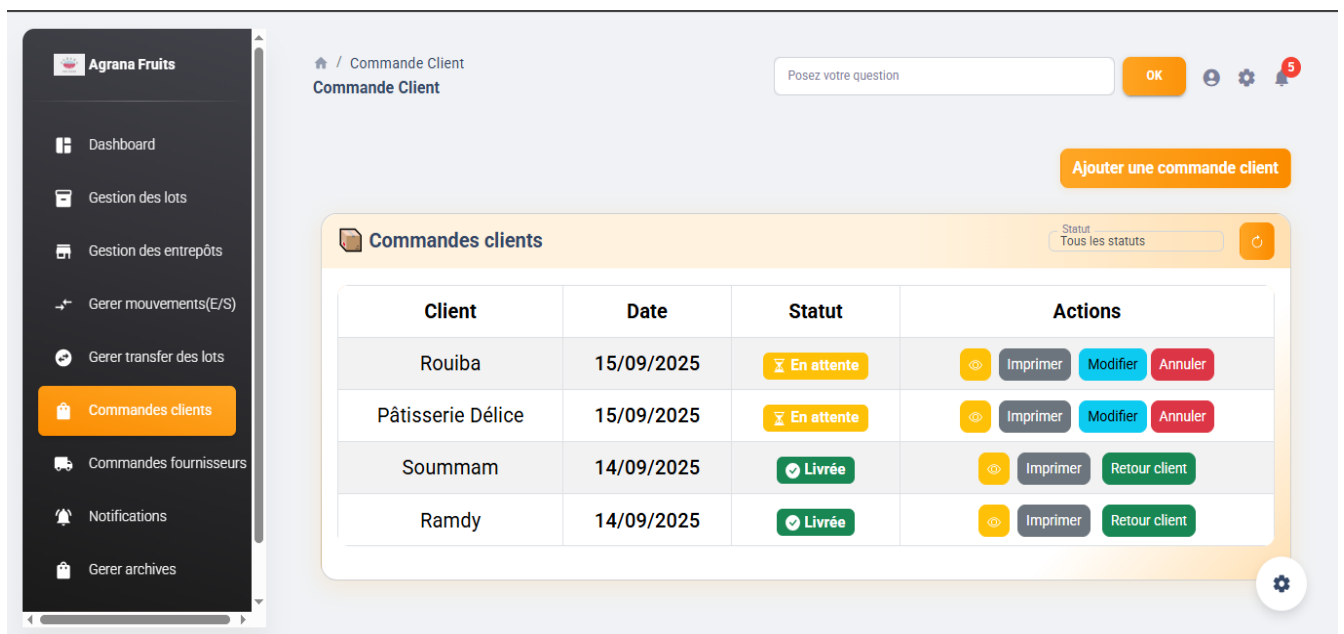 Agrana Fruits
Dashboard
Gestion des lots
Gestion des entrepôts
Gerer mouvements(E/S)
Gerer transfer des lots
Commandes clients
Commandes fournisseurs
Notifications
Gerer archives
/ Commande Client
Commande Client
Posez votre question
OK
5
Ajouter une commande client
Commandes clients
Statut
Tous les statuts
Client Date Statut Actions
Rouiba 15/09/2025 En attente Imprimer Modifier Annuler
Pâtisserie Délice 15/09/2025 En attente Imprimer Modifier Annuler
Soummam 14/09/2025 Livrée Imprimer Retour client
Ramdy 14/09/2025 Livrée Imprimer Retour client